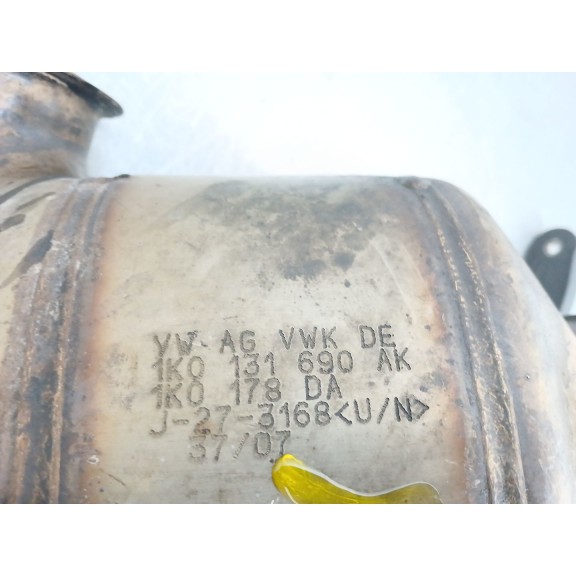 VW AG VWK DE
1K0 131 690 AK
1K0 178 DA
J-27-3168<U/N>
37/07